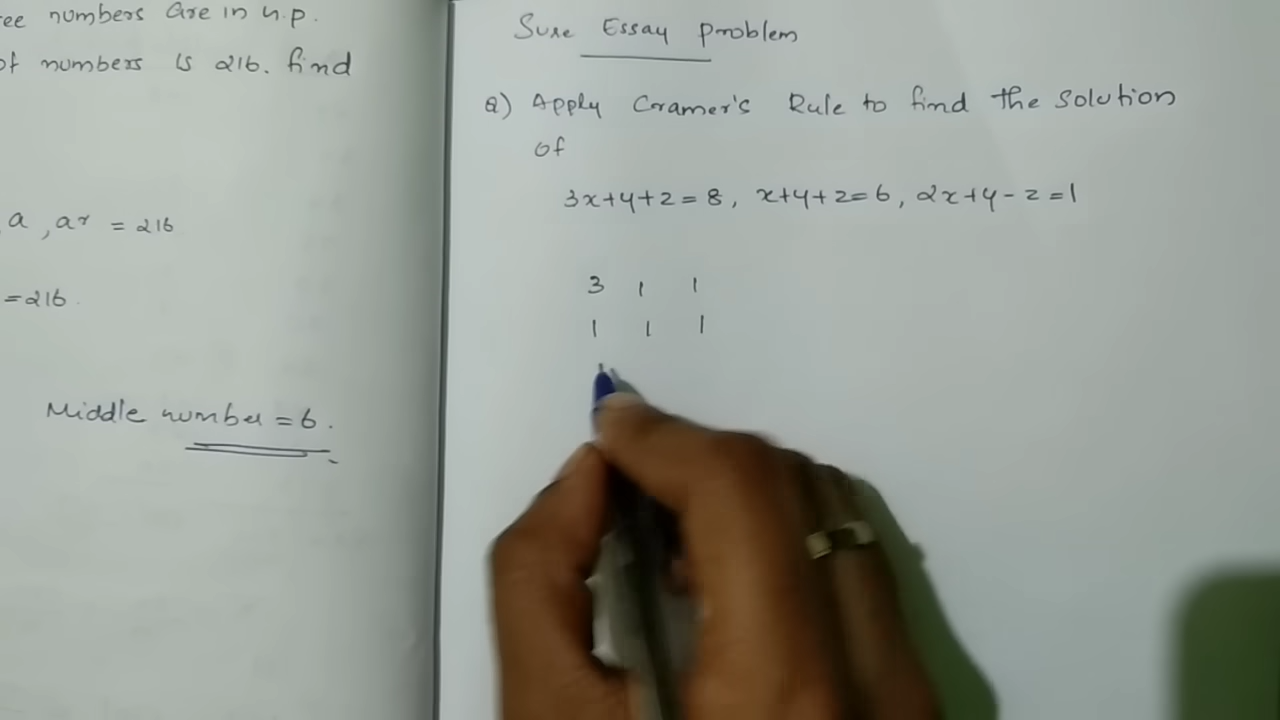 ee numbers are in h.p.
of numbers is 216. find
a, ar = 216
= 216.
Middle number = 6.
Sure Essay problem
Q) Apply Cramer's Rule to find the solution
of
3x+y+z=8, x+y+z=6, 2x+y-z=1
3 1 1
1 1 1